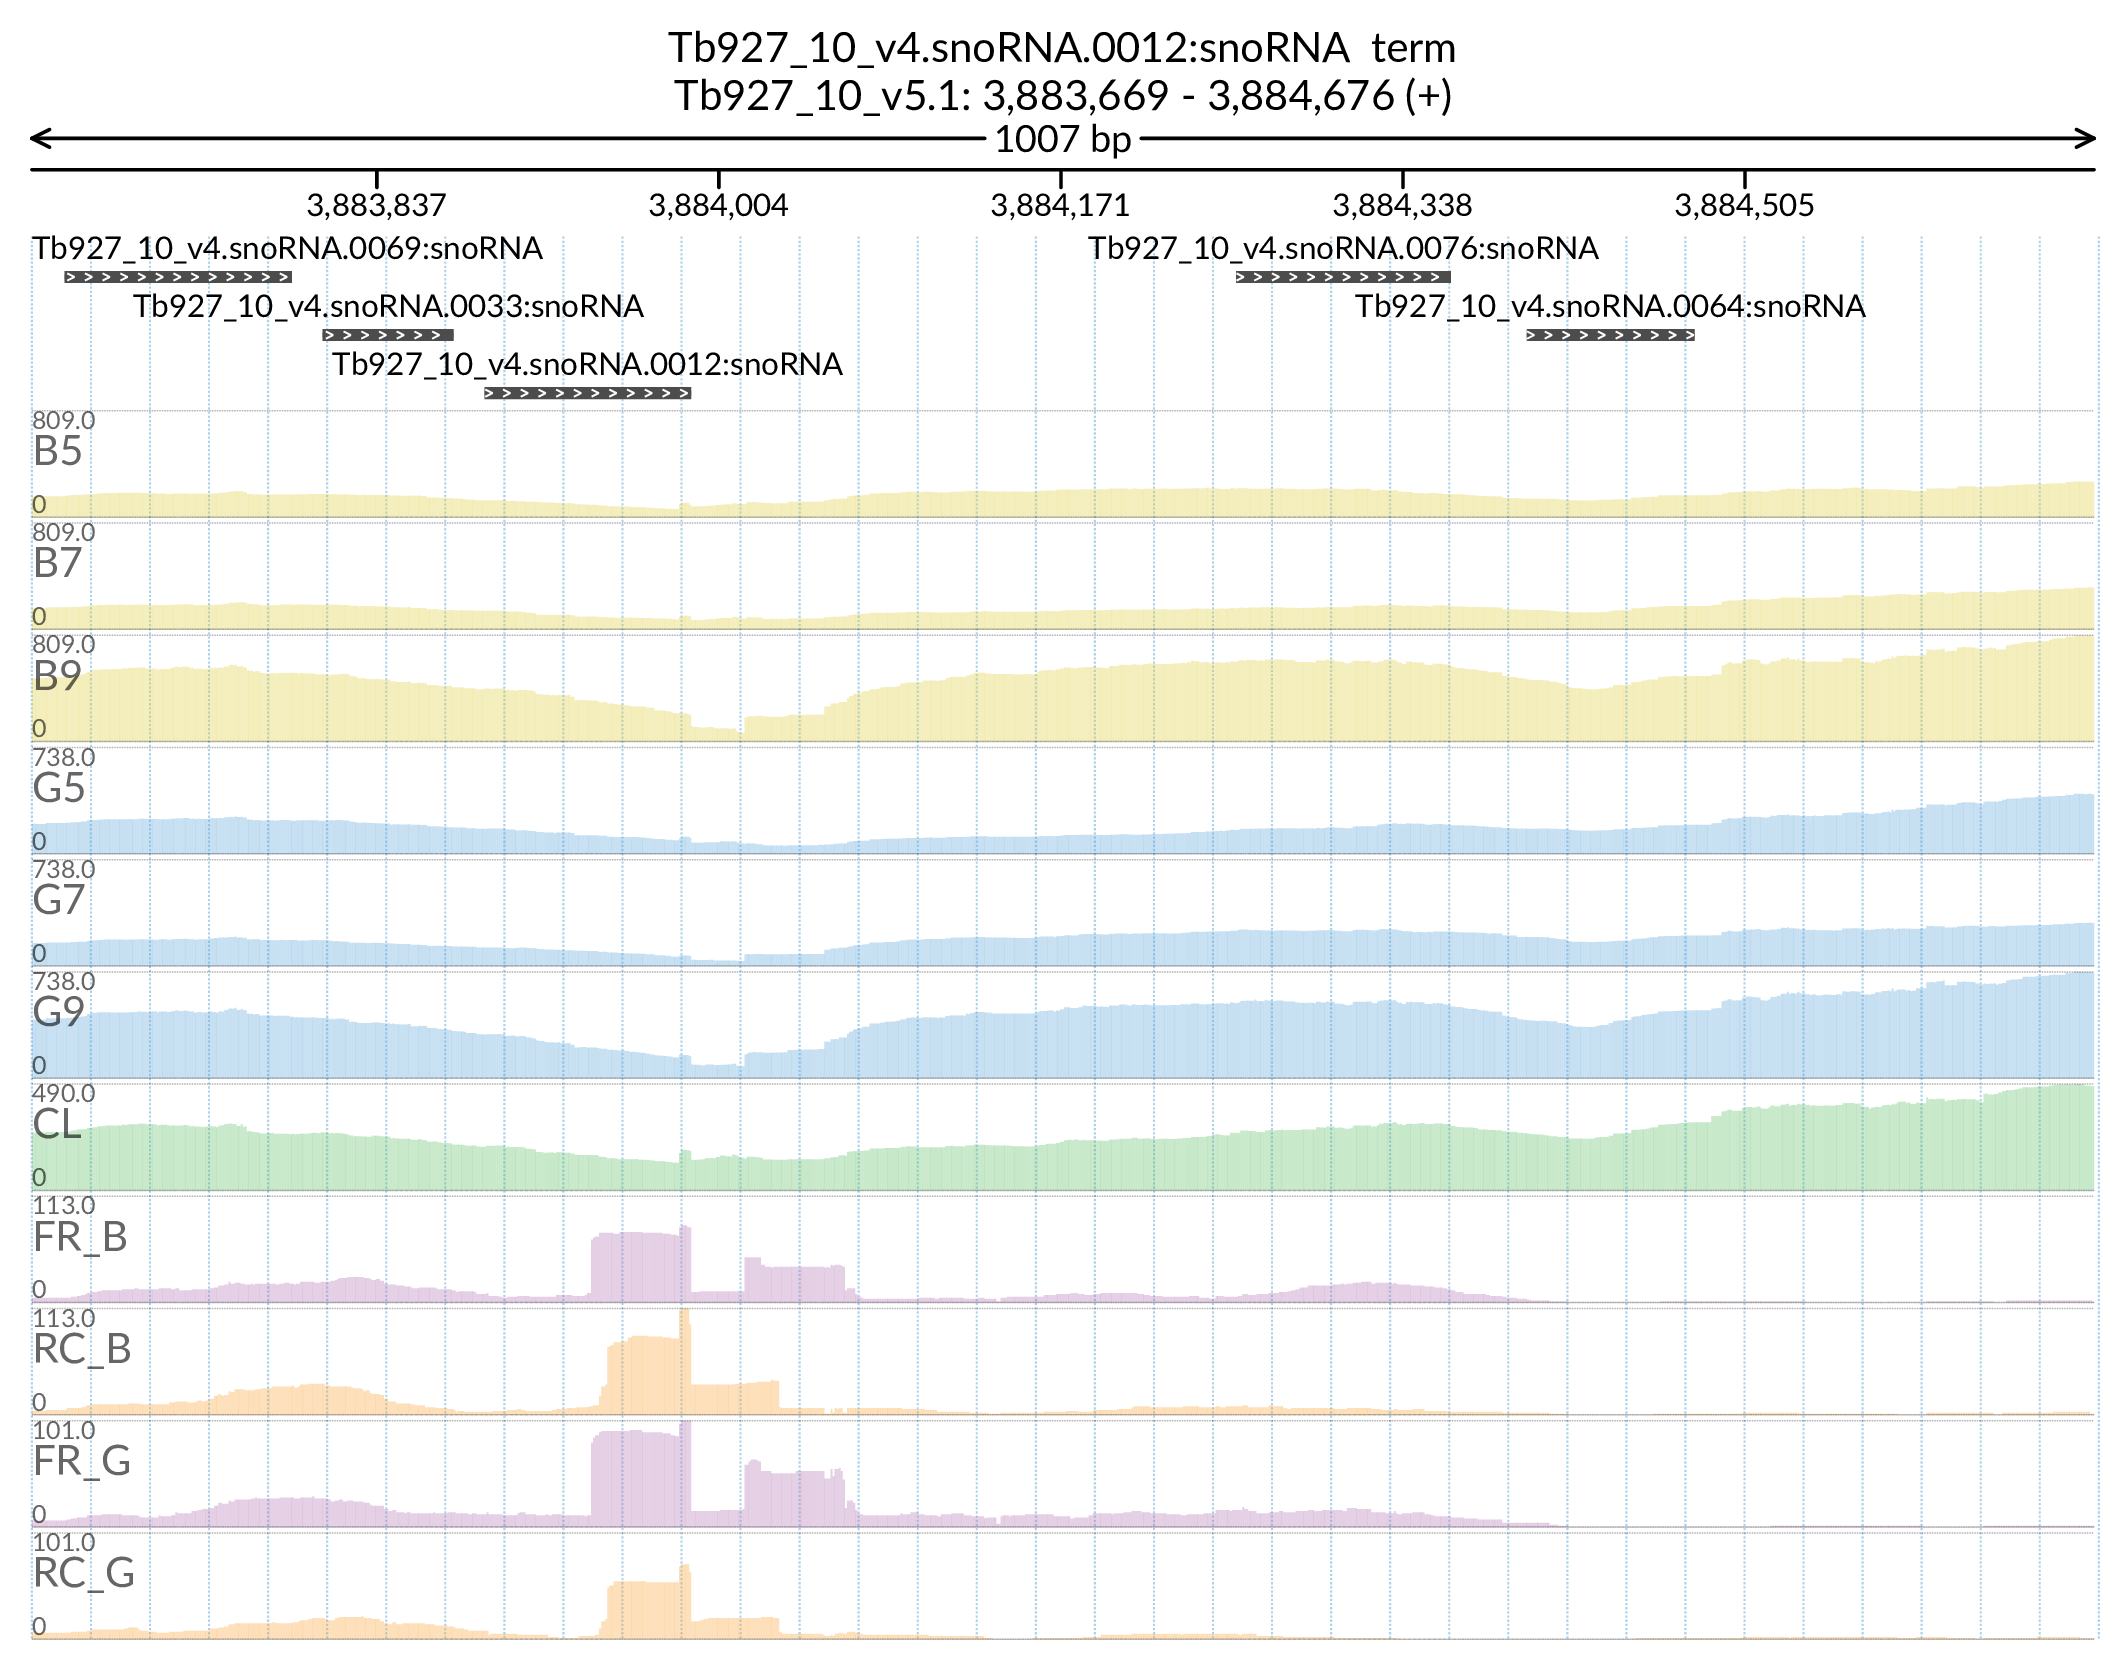 Tb927_10_v4.snoRNA.0012:snoRNA  term
Tb927_10_v5.1: 3,883,669 - 3,884,676 (+)
1007 bp
3,883,837 3,884,004 3,884,171 3,884,338 3,884,505
Tb927_10_v4.snoRNA.0069:snoRNA Tb927_10_v4.snoRNA.0076:snoRNA
Tb927_10_v4.snoRNA.0033:snoRNA Tb927_10_v4.snoRNA.0064:snoRNA
Tb927_10_v4.snoRNA.0012:snoRNA
809.0
B5
0
809.0
B7
0
809.0
B9
0
738.0
G5
0
738.0
G7
0
738.0
G9
0
490.0
CL
0
113.0
FR_B
0
113.0
RC_B
0
101.0
FR_G
0
101.0
RC_G
0